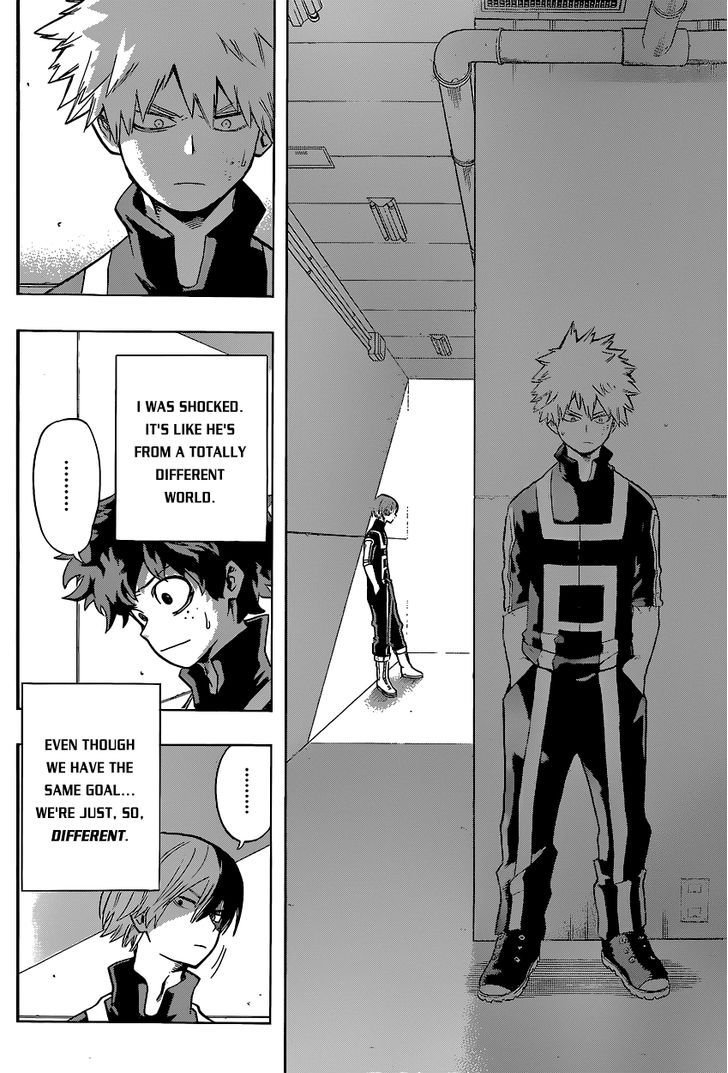 I WAS SHOCKED.
IT'S LIKE HE'S
FROM A TOTALLY
DIFFERENT
WORLD.
........
EVEN THOUGH
WE HAVE THE
SAME GOAL...
WE'RE JUST, SO,
DIFFERENT.
........